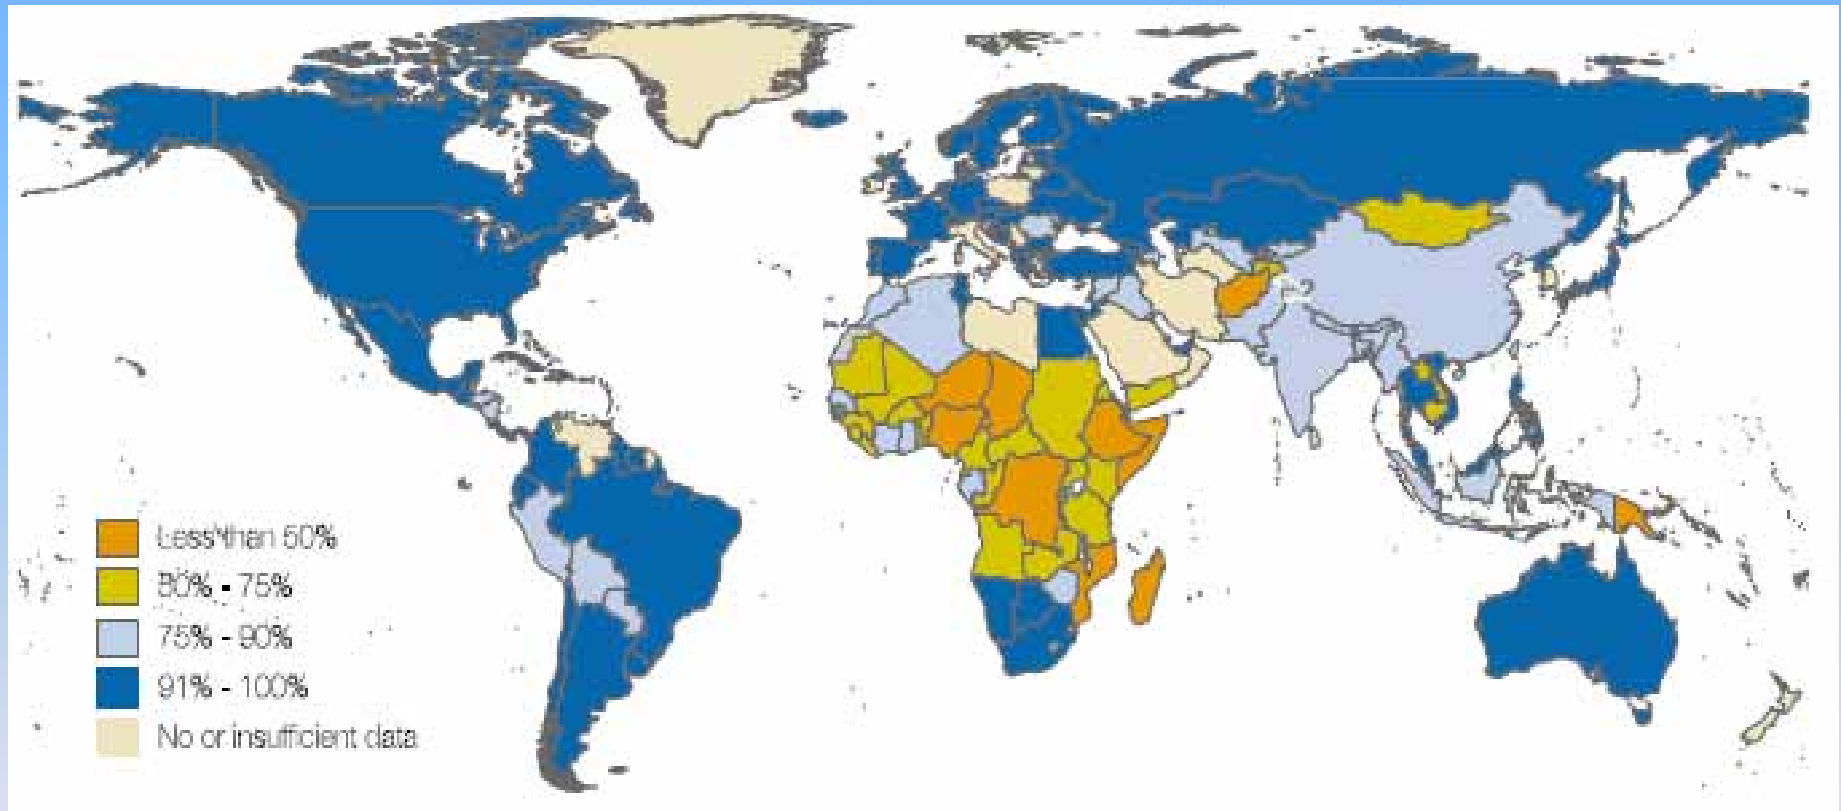 Less than 50%
50% - 75%
75% - 90%
91% - 100%
No or insufficient data